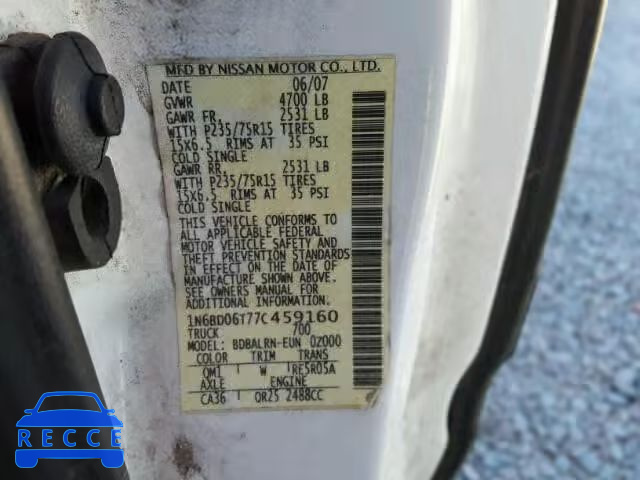 MFD BY NISSAN MOTOR CO., LTD.
DATE 06/07
GVWR 4700 LB
GAWR FR. 2531 LB
WITH P235/75R15 TIRES
15X6.5 RIMS AT 35 PSI
COLD SINGLE
GAWR RR. 2531 LB
WITH P235/75R15 TIRES
15X6.5 RIMS AT 35 PSI
COLD SINGLE
THIS VEHICLE CONFORMS TO
ALL APPLICABLE FEDERAL
MOTOR VEHICLE SAFETY AND
THEFT PREVENTION STANDARDS
IN EFFECT ON THE DATE OF
MANUFACTURE SHOWN ABOVE.
SEE OWNERS MANUAL FOR
ADDITIONAL INFORMATION.
1N6BD06T77C459160
TRUCK 700
MODEL: BDBALRN-EUN 0Z000
COLOR TRIM TRANS
QM1 W RE5R05A
AXLE ENGINE
CA36 QR25 2488CC
RECCE